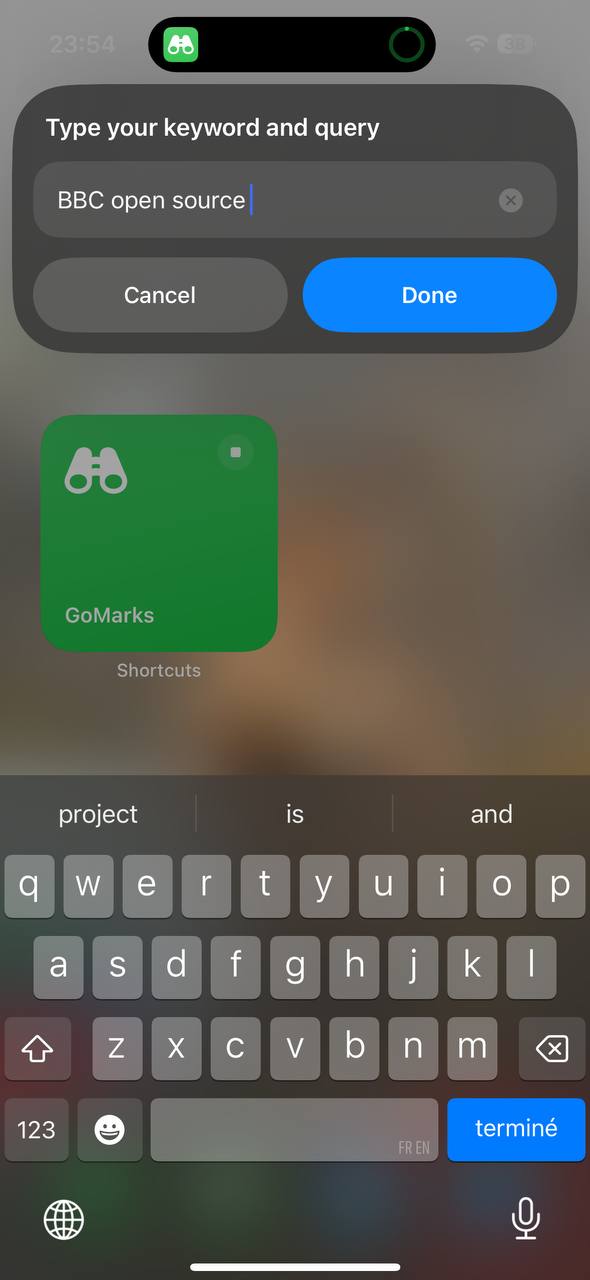 23:54
38
Type your keyword and query
BBC open source
Cancel
Done
GoMarks
Shortcuts
project is and
q w e r t y u i o p
a s d f g h j k l
z x c v b n m
123
FR EN
terminé